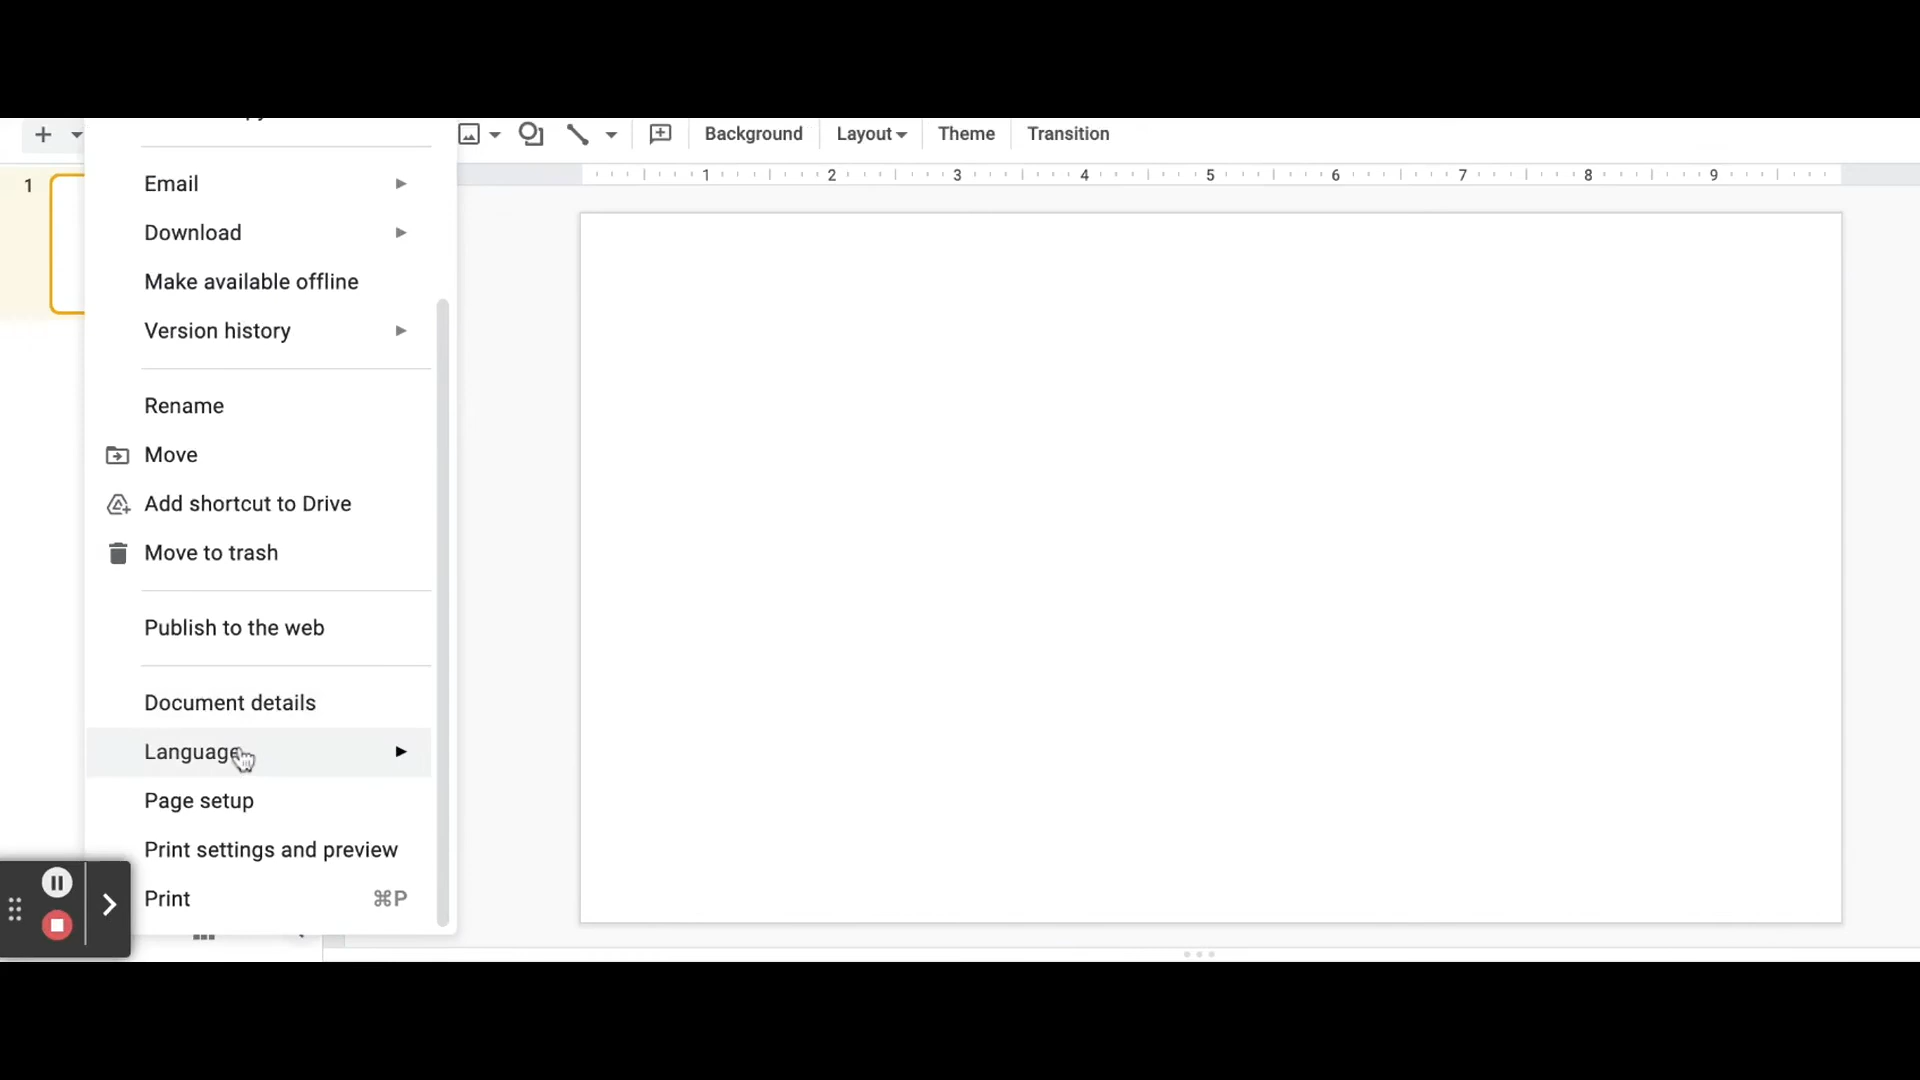 Background Layout Theme Transition
1 2 3 4 5 6 7 8 9
1
Email
Download
Make available offline
Version history
Rename
Move
Add shortcut to Drive
Move to trash
Publish to the web
Document details
Language
Page setup
Print settings and preview
Print ⌘P